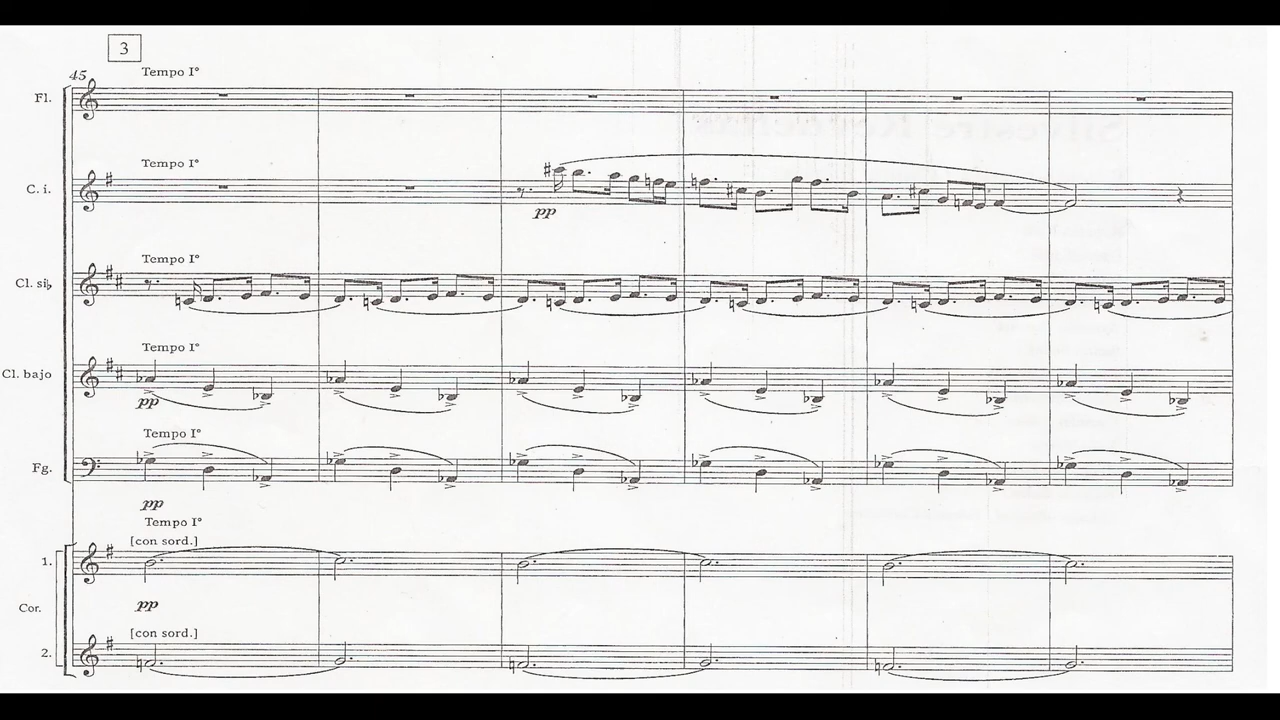 3
45
Tempo I°
Fl.
Tempo I°
C. i.
pp
Tempo I°
Cl. si♭
Tempo I°
Cl. bajo
pp
Tempo I°
Fg.
pp
Tempo I°
[con sord.]
1.
Cor.
pp
[con sord.]
2.